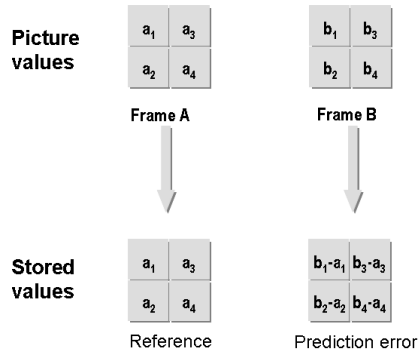 Picture values
a₁ a₃ b₁ b₃
a₂ a₄ b₂ b₄
Frame A Frame B
Stored values
a₁ a₃ b₁-a₁ b₃-a₃
a₂ a₄ b₂-a₂ b₄-a₄
Reference Prediction error